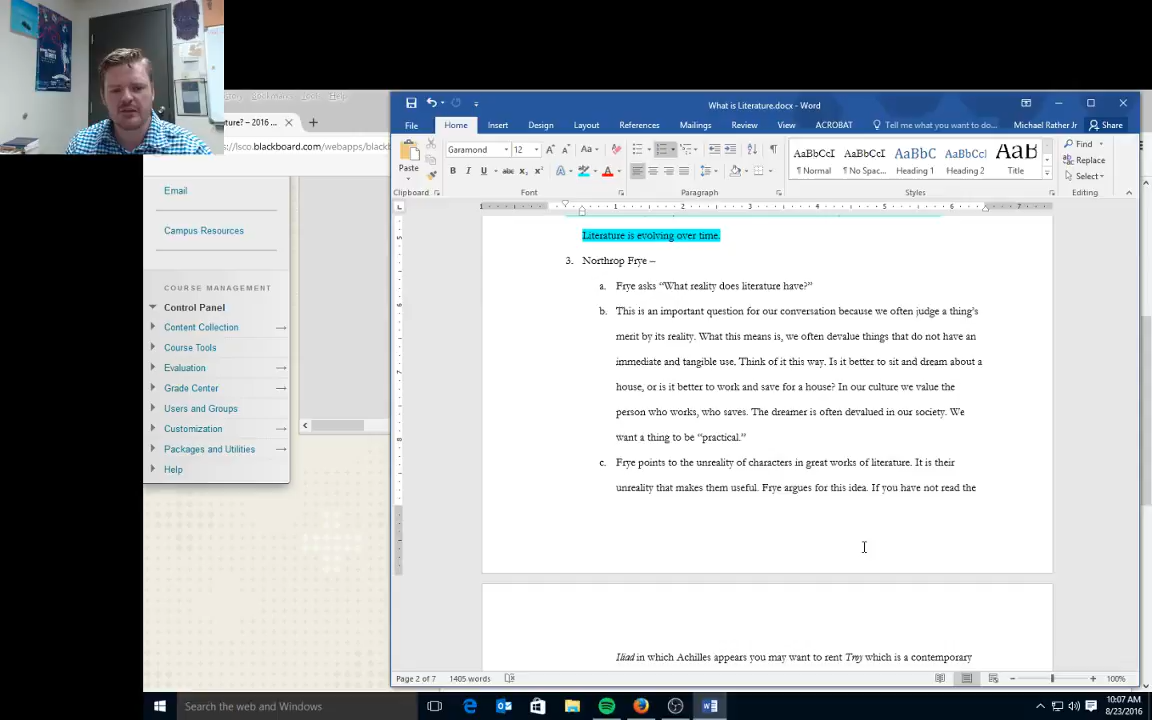 ture? – 2016 ...
lsco.blackboard.com/webapps/blackb
Email
Campus Resources
COURSE MANAGEMENT
Control Panel
Content Collection
Course Tools
Evaluation
Grade Center
Users and Groups
Customization
Packages and Utilities
Help
What is Literature.docx - Word
File Home Insert Design Layout References Mailings Review View ACROBAT Tell me what you want to do... Michael Rather Jr Share
Paste
Garamond 12
Clipboard Font Paragraph Styles Editing
AaBbCcI AaBbCcI AaBbC AaBbCcI AaB
¶ Normal ¶ No Spac... Heading 1 Heading 2 Title
Find
Replace
Select
Literature is evolving over time.
3. Northrop Frye –
a. Frye asks “What reality does literature have?”
b. This is an important question for our conversation because we often judge a thing’s
merit by its reality. What this means is, we often devalue things that do not have an
immediate and tangible use. Think of it this way. Is it better to sit and dream about a
house, or is it better to work and save for a house? In our culture we value the
person who works, who saves. The dreamer is often devalued in our society. We
want a thing to be “practical.”
c. Frye points to the unreality of characters in great works of literature. It is their
unreality that makes them useful. Frye argues for this idea. If you have not read the
Iliad in which Achilles appears you may want to rent Troy which is a contemporary
Page 2 of 7 1405 words 100%
Search the web and Windows
10:07 AM
8/23/2016